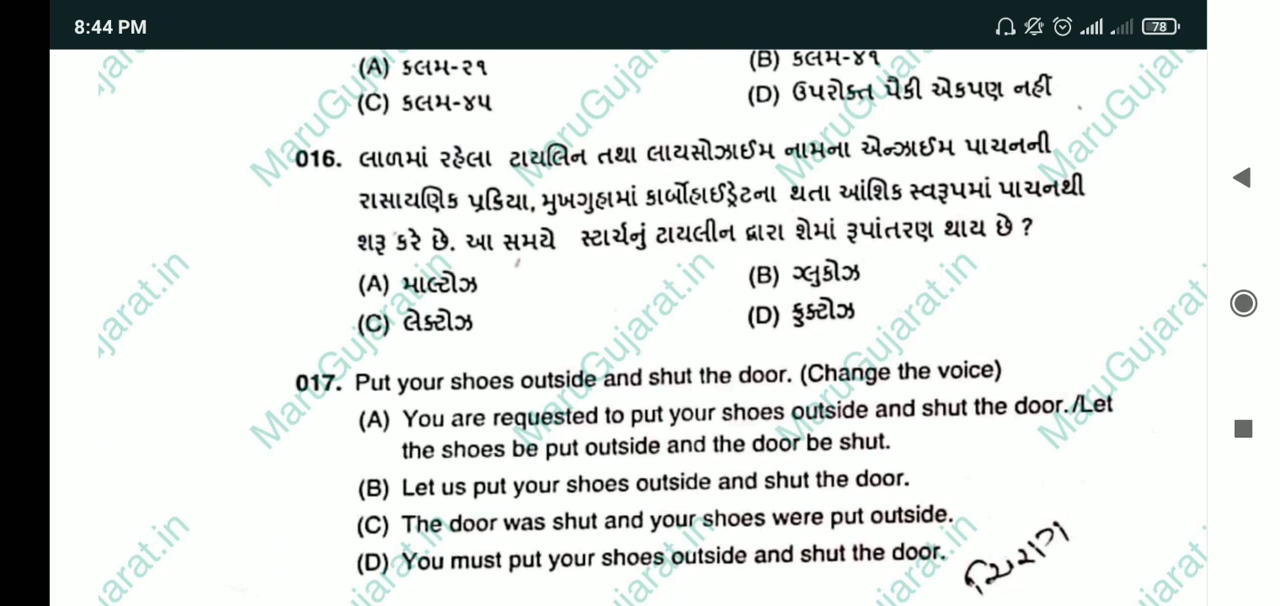 8:44 PM
78
(A) કલમ-૨૧
(B) કલમ-૪૧
(C) કલમ-૪૫
(D) ઉપરોક્ત પૈકી એકપણ નહીં
016. લાળમાં રહેલા ટાયલિન તથા લાયસોઝાઈમ નામના એન્ઝાઈમ પાચનની
રાસાયણિક પ્રક્રિયા, મુખગુહામાં કાર્બોહાઈડ્રેટના થતા આંશિક સ્વરૂપમાં પાચનથી
શરૂ કરે છે. આ સમયે સ્ટાર્ચનું ટાયલીન દ્વારા શેમાં રૂપાંતરણ થાય છે ?
(A) માલ્ટોઝ
(B) ગ્લુકોઝ
(C) લેક્ટોઝ
(D) ફ્રુક્ટોઝ
017. Put your shoes outside and shut the door. (Change the voice)
(A) You are requested to put your shoes outside and shut the door./Let
the shoes be put outside and the door be shut.
(B) Let us put your shoes outside and shut the door.
(C) The door was shut and your shoes were put outside.
(D) You must put your shoes outside and shut the door.
MaruGujarat.in